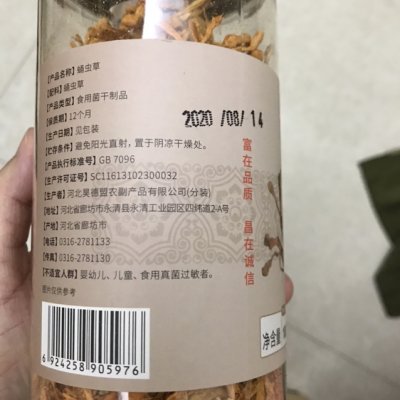 【产品名称】蛹虫草
【配料】蛹虫草
【产品类型】食用菌干制品
【保质期】12个月
【生产日期】见包装
【贮存条件】避免阳光直射，置于阴凉干燥处。
【产品执行标准号】GB 7096
【生产许可证号】SC11613102300032
【生产者】河北昊德盟农副产品有限公司(分装)
【地址】河北省廊坊市永清县永清工业园区四纬道2-A号
【产地】河北省廊坊市
【电话】0316-2781133
【传真】0316-2781130
【不适宜人群】婴幼儿、儿童、食用真菌过敏者。
图片仅供参考
6 924258 905976
2020 /08/ 14
富在品质
昌在诚信
净含量